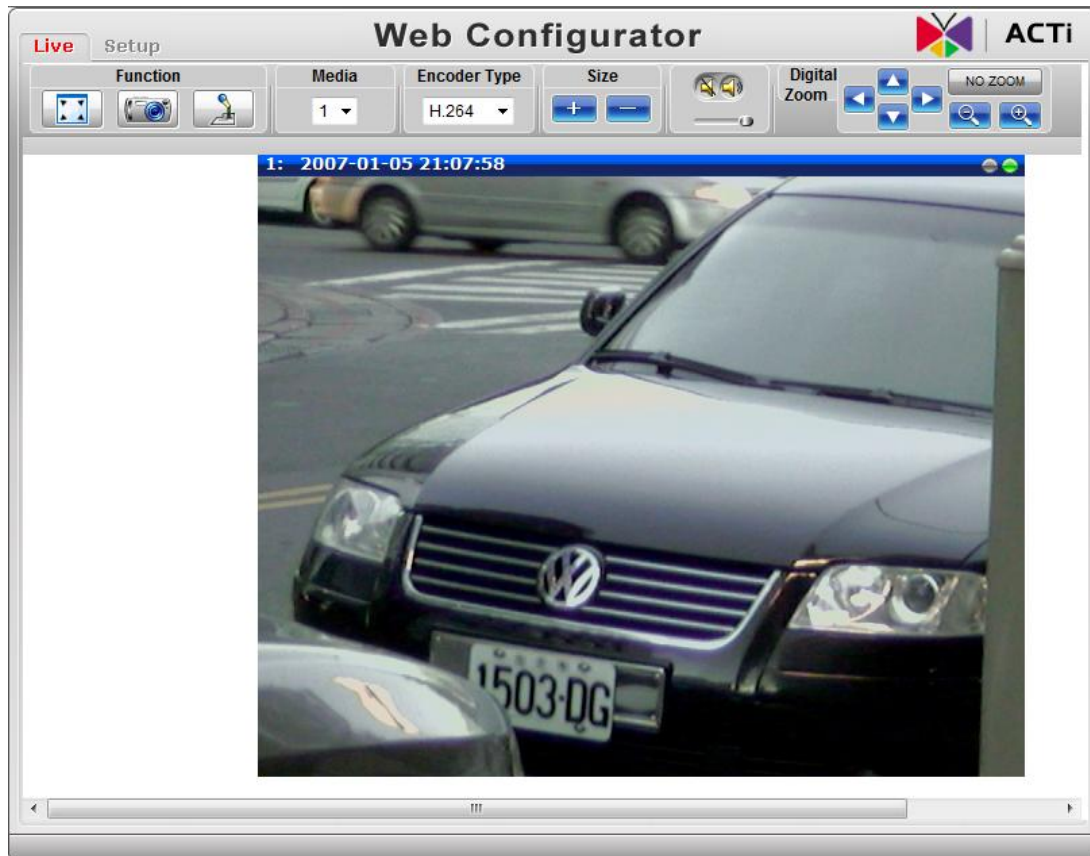 Web Configurator
ACTi
Live
Setup
Function
Media
Encoder Type
Size
Digital
Zoom
NO ZOOM
1
H.264
1: 2007-01-05 21:07:58
1503-DG